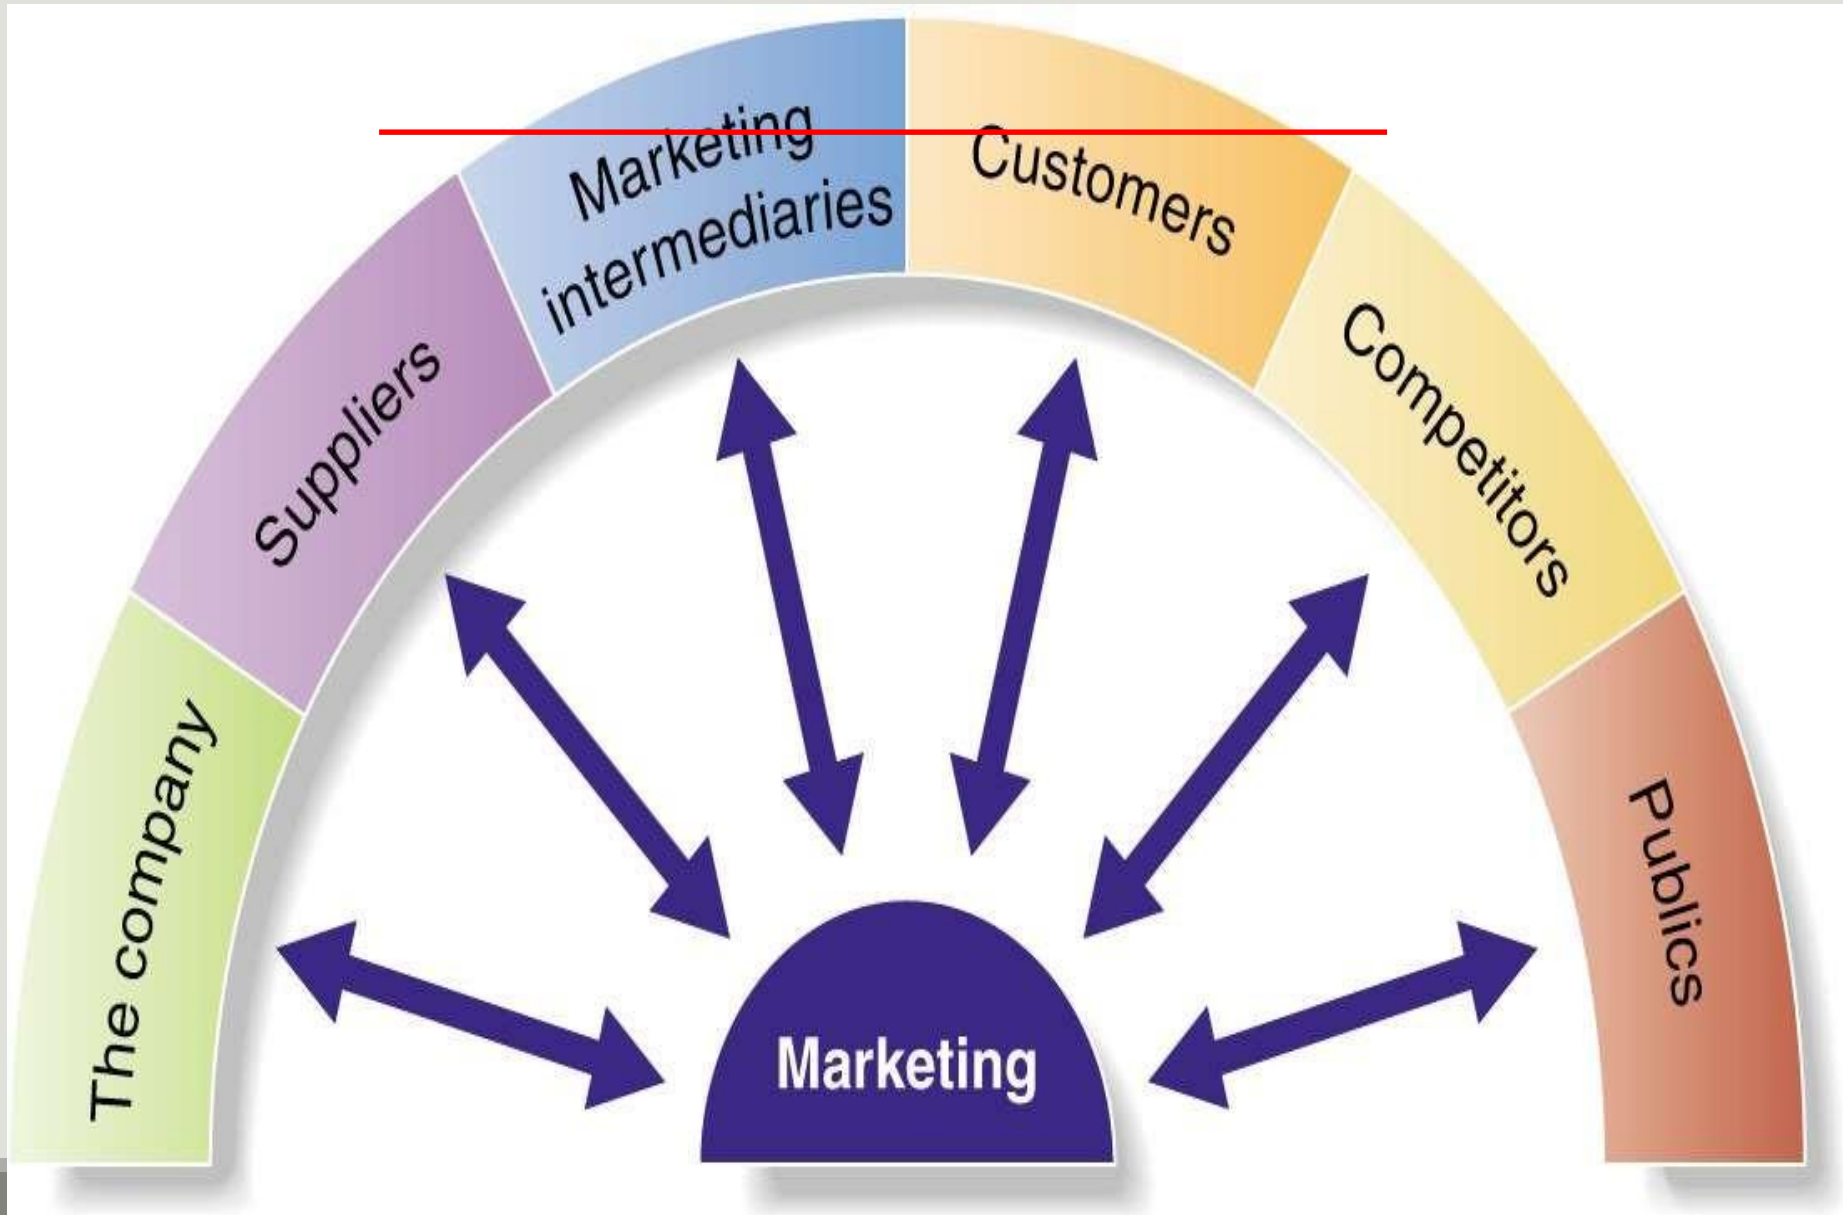 The company
Suppliers
Marketing
intermediaries
Customers
Competitors
Publics
Marketing